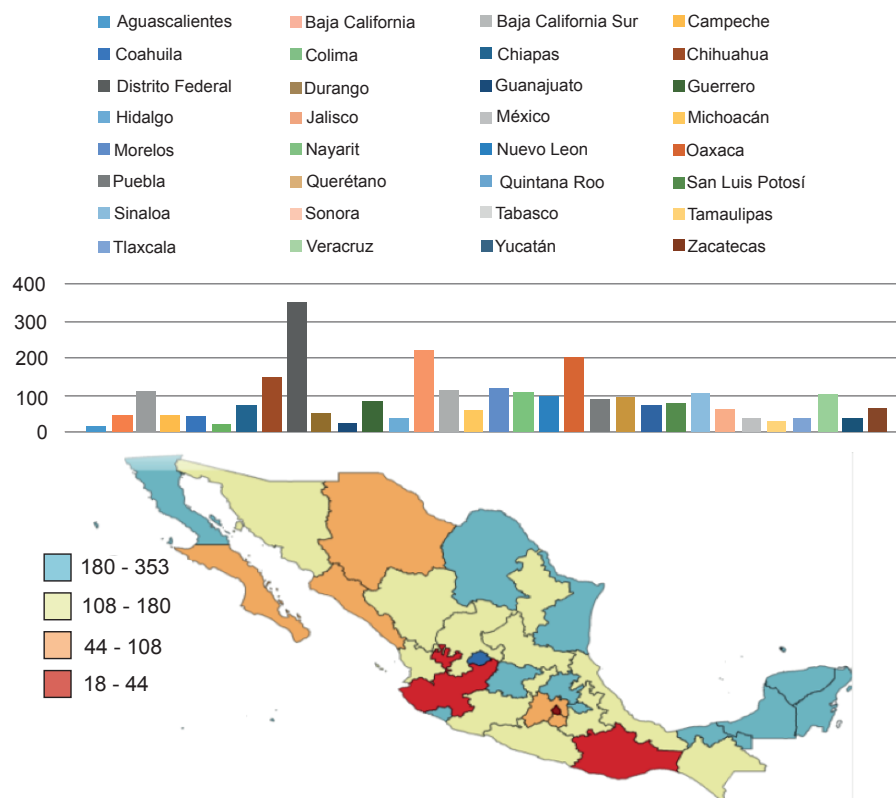 Aguascalientes Baja California Baja California Sur Campeche
Coahuila Colima Chiapas Chihuahua
Distrito Federal Durango Guanajuato Guerrero
Hidalgo Jalisco México Michoacán
Morelos Nayarit Nuevo Leon Oaxaca
Puebla Querétano Quintana Roo San Luis Potosí
Sinaloa Sonora Tabasco Tamaulipas
Tlaxcala Veracruz Yucatán Zacatecas
400
300
200
100
0
180 - 353
108 - 180
44 - 108
18 - 44